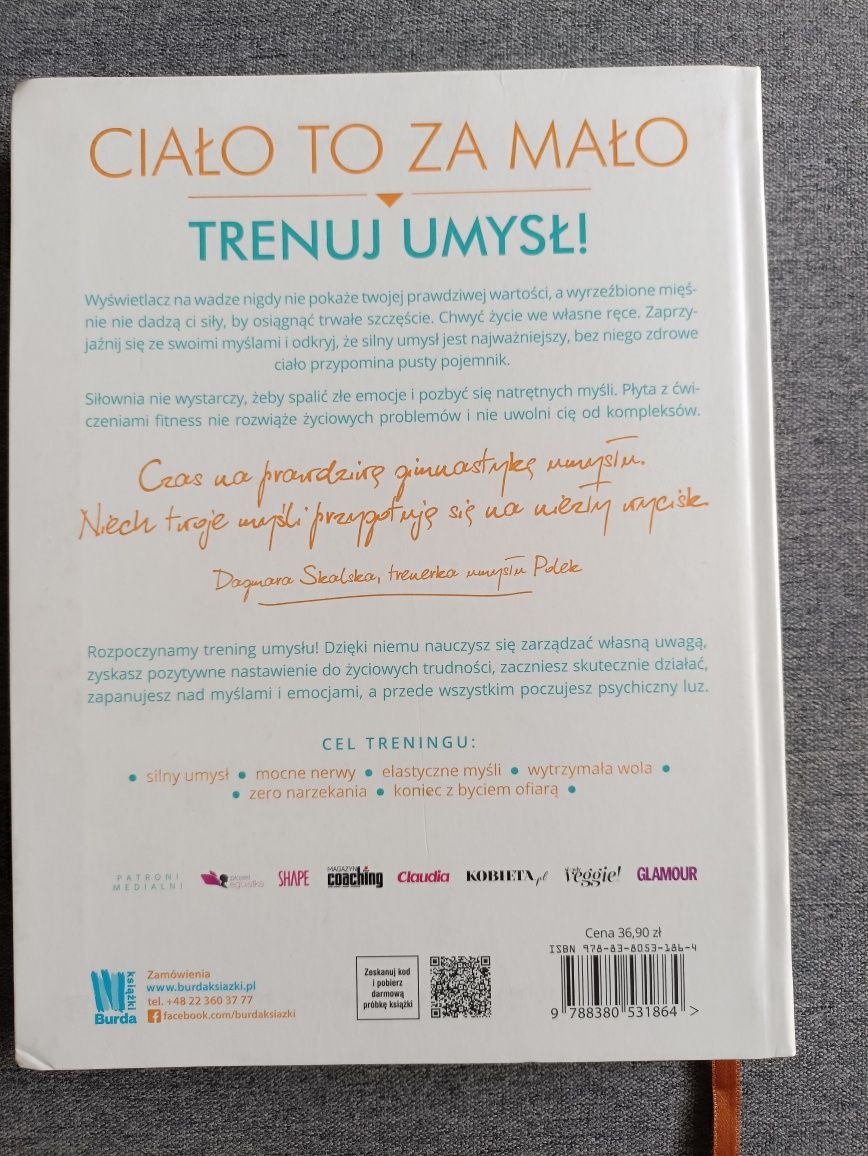 CIAŁO TO ZA MAŁO
TRENUJ UMYSŁ!
Wyświetlacz na wadze nigdy nie pokaże twojej prawdziwej wartości, a wyrzeźbione mięś-
nie nie dadzą ci siły, by osiągnąć trwałe szczęście. Chwyć życie we własne ręce. Zaprzy-
jaźnij się ze swoimi myślami i odkryj, że silny umysł jest najważniejszy, bez niego zdrowe
ciało przypomina pusty pojemnik.
Siłownia nie wystarczy, żeby spalić złe emocje i pozbyć się natrętnych myśli. Płyta z ćwi-
czeniami fitness nie rozwiąże życiowych problemów i nie uwolni cię od kompleksów.
Czas na prawdziwą gimnastykę umysłu.
Niech twoje myśli przygotują się na niezły wycisk.
Dagmara Skalska, trenerka umysłu Polek
Rozpoczynamy trening umysłu! Dzięki niemu nauczysz się zarządzać własną uwagą,
zyskasz pozytywne nastawienie do życiowych trudności, zaczniesz skutecznie działać,
zapanujesz nad myślami i emocjami, a przede wszystkim poczujesz psychiczny luz.
CEL TRENINGU:
• silny umysł • mocne nerwy • elastyczne myśli • wytrzymała wola •
• zero narzekania • koniec z byciem ofiarą •
PATRONI
MEDIALNI
projekt
egoistka
SHAPE
MAGAZYN
coaching
Claudia
KOBIETA.pl
Veggie!
GLAMOUR
Cena 36,90 zł
ISBN 978-83-8053-186-4
9 788380 531864 >
książki
Burda
Zamówienia
www.burdaksiazki.pl
tel. +48 22 360 37 77
facebook.com/burdaksiazki
Zeskanuj kod
i pobierz
darmową
próbkę książki